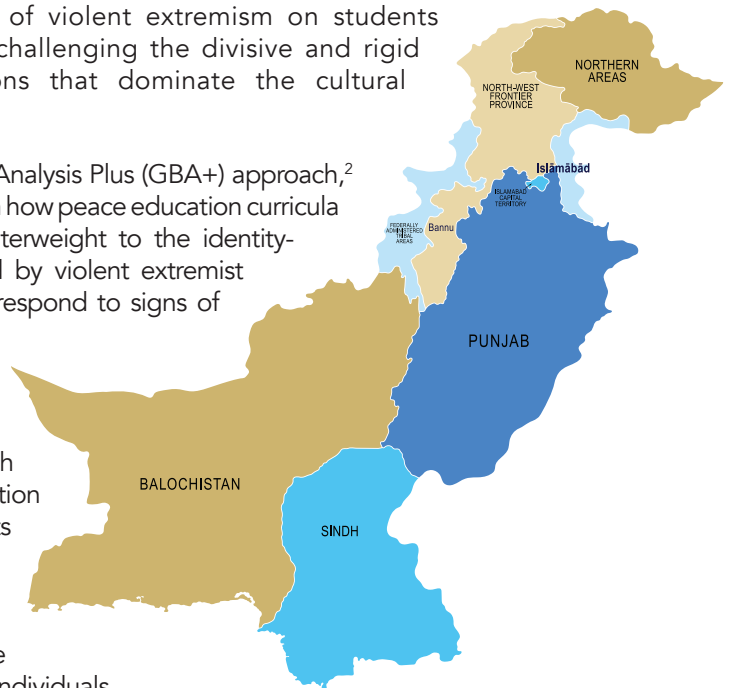 of violent extremism on students
challenging the divisive and rigid
ons that dominate the cultural
Analysis Plus (GBA+) approach,2
how peace education curricula
terweight to the identity-
by violent extremist
respond to signs of
tion
ts
individuals
NORTHERN
AREAS
NORTH-WEST
FRONTIER
PROVINCE
Islāmābād
ISLAMABAD
CAPITAL
TERRITORY
FEDERALLY
ADMINISTERED
TRIBAL
AREAS
Bannu
PUNJAB
BALOCHISTAN
SINDH